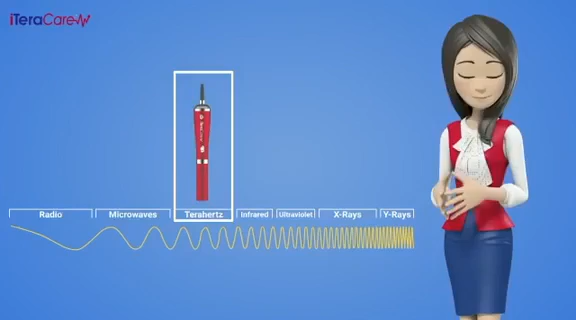 iTeraCare
Radio
Microwaves
Terahertz
Infrared
Ultraviolet
X-Rays
Y-Rays